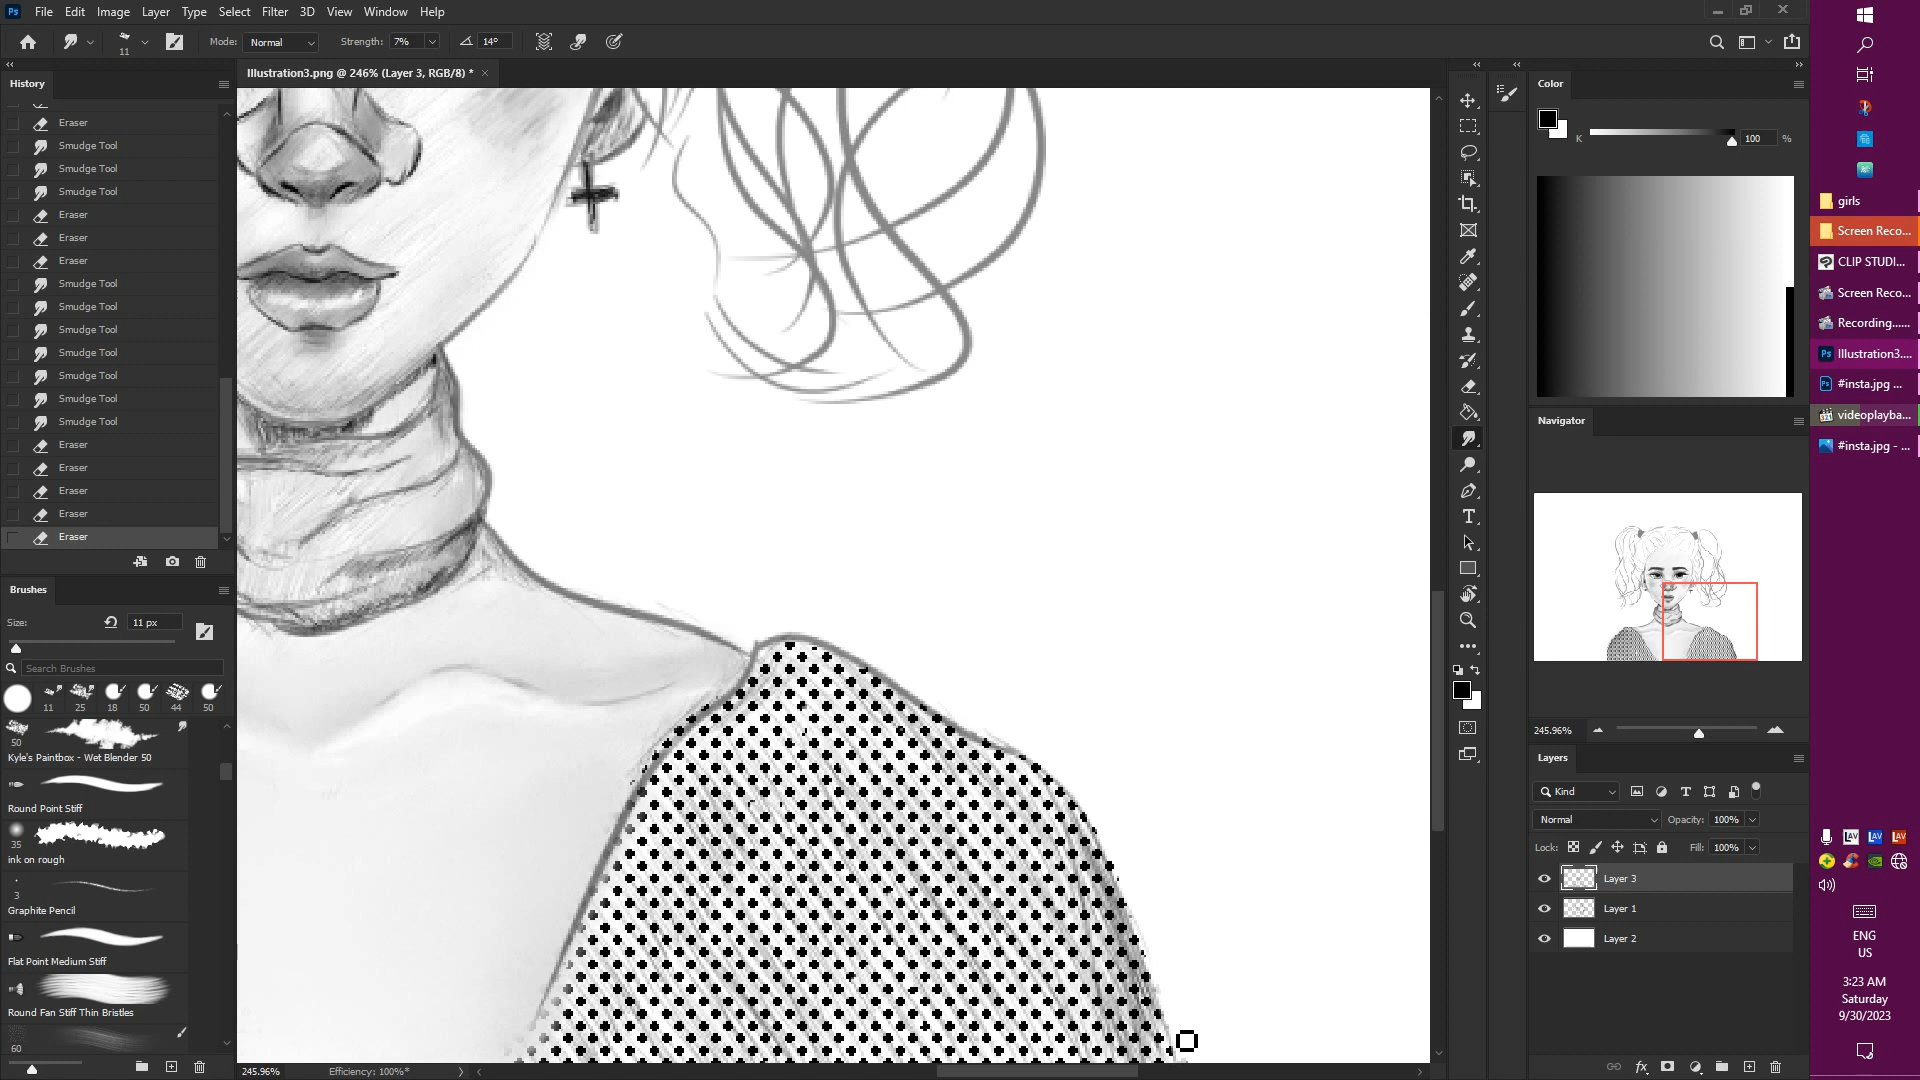 Ps File Edit Image Layer Type Select Filter 3D View Window Help
11 Mode: Normal Strength: 7% 14°
Illustration3.png @ 246% (Layer 3, RGB/8) *
History
Eraser
Smudge Tool
Smudge Tool
Smudge Tool
Eraser
Eraser
Eraser
Smudge Tool
Smudge Tool
Smudge Tool
Smudge Tool
Smudge Tool
Smudge Tool
Smudge Tool
Eraser
Eraser
Eraser
Eraser
Eraser
Brushes
Size: 11 px
Search Brushes
11 25 18 50 44 50
50
Kyle's Paintbox - Wet Blender 50
Round Point Stiff
35
ink on rough
3
Graphite Pencil
Flat Point Medium Stiff
Round Fan Stiff Thin Bristles
60
245.96% Efficiency: 100%*
Color
K 100 %
Navigator
245.96%
Layers
Kind
Normal Opacity: 100%
Lock: Fill: 100%
Layer 3
Layer 1
Layer 2
girls
Screen Reco...
CLIP STUDI...
Screen Reco...
Recording......
Ps Illustration3....
#insta.jpg ...
videoplayba...
#insta.jpg - ...
LAV LAV LAV
ENG
US
3:23 AM
Saturday
9/30/2023